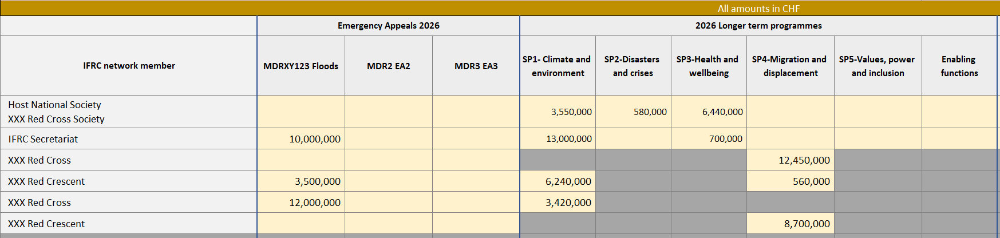 All amounts in CHF
Emergency Appeals 2026
2026 Longer term programmes
IFRC network member
MDRXY123 Floods
MDR2 EA2
MDR3 EA3
SP1- Climate and
environment
SP2-Disasters
and crises
SP3-Health and
wellbeing
SP4-Migration and
displacement
SP5-Values, power
and inclusion
Enabling
functions
Host National Society
XXX Red Cross Society
3,550,000
580,000
6,440,000
IFRC Secretariat
10,000,000
13,000,000
700,000
XXX Red Cross
12,450,000
XXX Red Crescent
3,500,000
6,240,000
560,000
XXX Red Cross
12,000,000
3,420,000
XXX Red Crescent
8,700,000